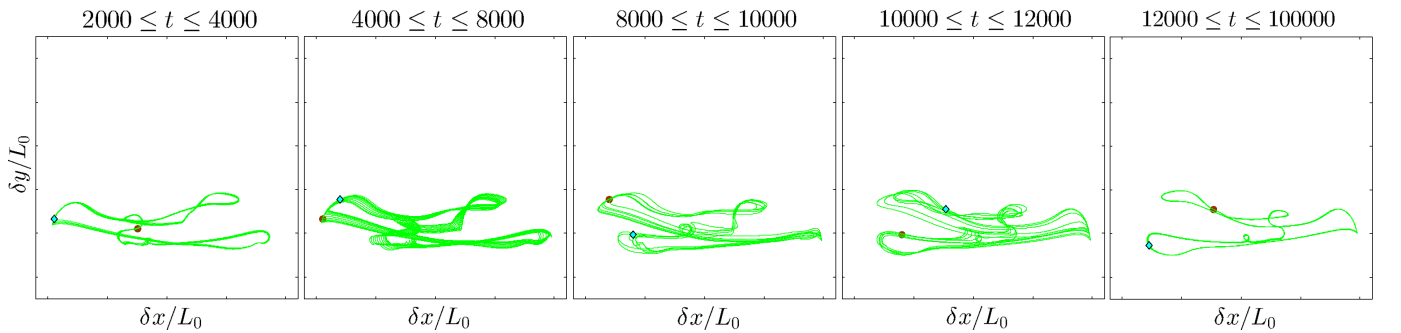 2000 ≤ t ≤ 4000
4000 ≤ t ≤ 8000
8000 ≤ t ≤ 10000
10000 ≤ t ≤ 12000
12000 ≤ t ≤ 100000
δy/L₀
δx/L₀
δx/L₀
δx/L₀
δx/L₀
δx/L₀